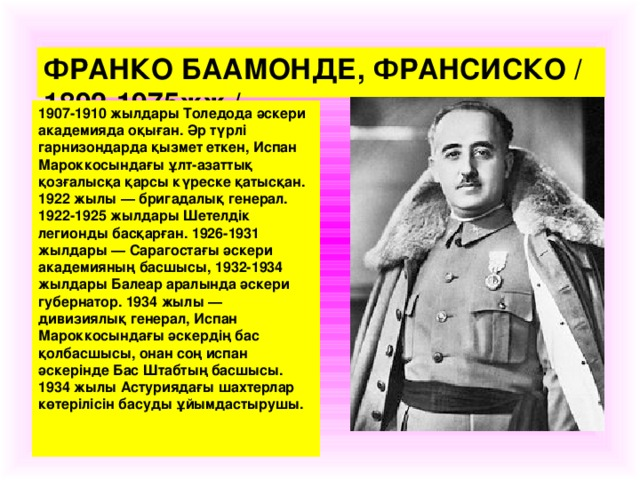 ФРАНКО БААМОНДЕ, ФРАНСИСКО /
1907-1910 жылдары Толедода әскери
академияда оқыған. Әр түрлі
гарнизондарда қызмет еткен, Испан
Мароккосындағы ұлт-азаттық
қозғалысқа қарсы күреске қатысқан.
1922 жылы — бригадалық генерал.
1922-1925 жылдары Шетелдік
легионды басқарған. 1926-1931
жылдары — Сарагостағы әскери
академияның басшысы, 1932-1934
жылдары Балеар аралында әскери
губернатор. 1934 жылы —
дивизиялық генерал, Испан
Мароккосындағы әскердің бас
қолбасшысы, онан соң испан
әскерінде Бас Штабтың басшысы.
1934 жылы Астуриядағы шахтерлар
көтерілісін басуды ұйымдастырушы.